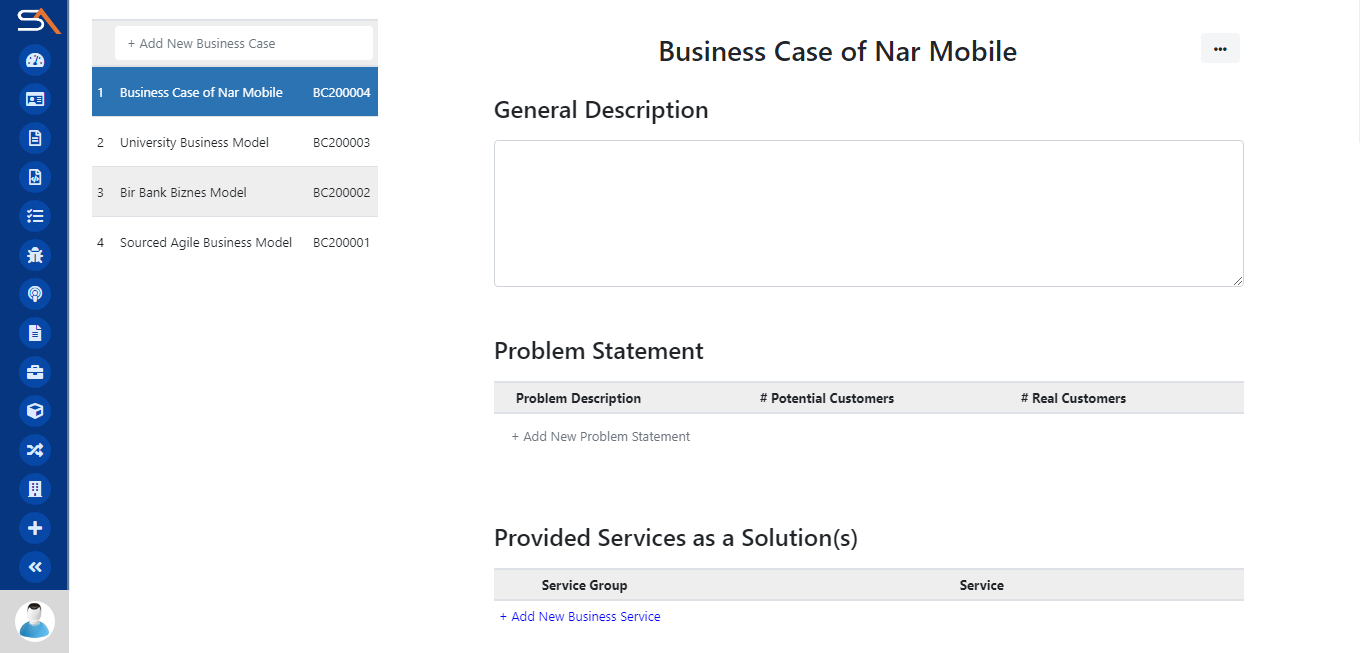 SA
+ Add New Business Case
1 Business Case of Nar Mobile BC200004
2 University Business Model BC200003
3 Bir Bank Biznes Model BC200002
4 Sourced Agile Business Model BC200001
Business Case of Nar Mobile
General Description
Problem Statement
Problem Description # Potential Customers # Real Customers
+ Add New Problem Statement
Provided Services as a Solution(s)
Service Group Service
+ Add New Business Service